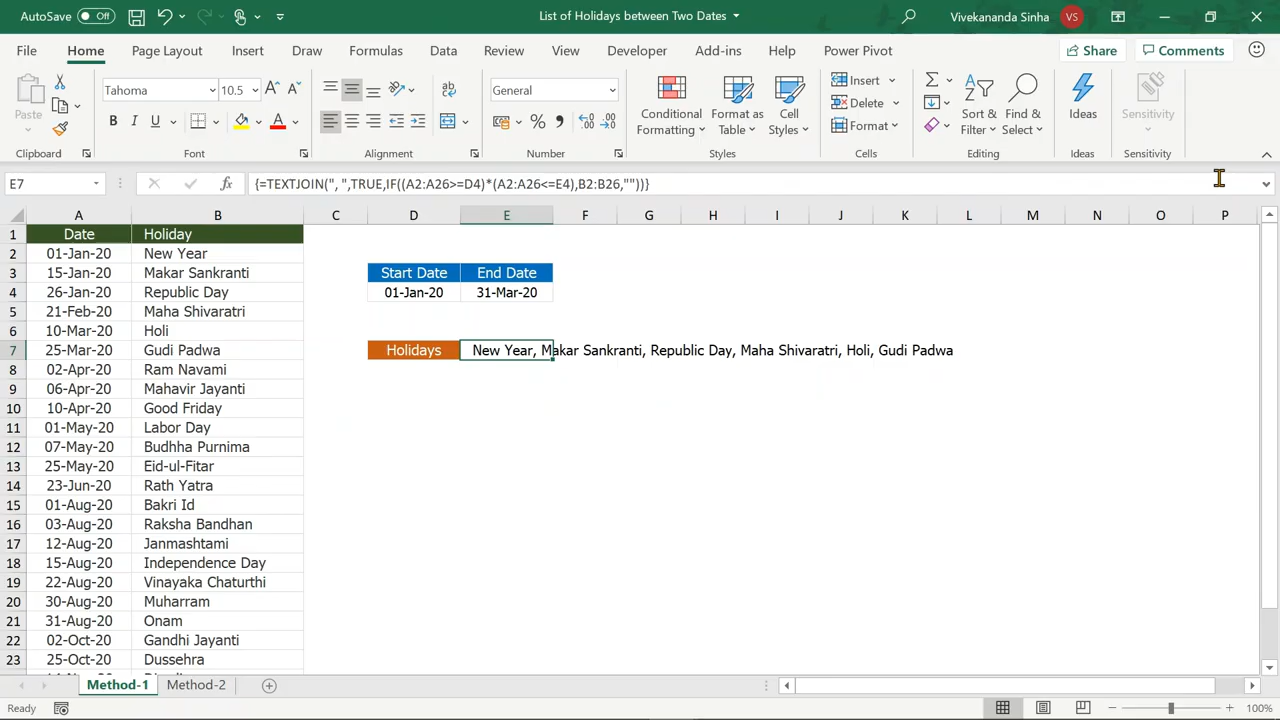 AutoSave Off
List of Holidays between Two Dates
Vivekananda Sinha VS
File Home Page Layout Insert Draw Formulas Data Review View Developer Add-ins Help Power Pivot Share Comments
Paste
Clipboard
Tahoma 10.5
B I U
Font
Alignment
General
Number
Conditional Formatting
Format as Table
Cell Styles
Styles
Insert
Delete
Format
Cells
Sort & Filter
Find & Select
Editing
Ideas
Ideas
Sensitivity
Sensitivity
E7 fx {=TEXTJOIN(", ",TRUE,IF((A2:A26>=D4)*(A2:A26<=E4),B2:B26,""))}
A B C D E F G H I J K L M N O P
1 Date Holiday
2 01-Jan-20 New Year
3 15-Jan-20 Makar Sankranti Start Date End Date
4 26-Jan-20 Republic Day 01-Jan-20 31-Mar-20
5 21-Feb-20 Maha Shivaratri
6 10-Mar-20 Holi
7 25-Mar-20 Gudi Padwa Holidays New Year, Makar Sankranti, Republic Day, Maha Shivaratri, Holi, Gudi Padwa
8 02-Apr-20 Ram Navami
9 06-Apr-20 Mahavir Jayanti
10 10-Apr-20 Good Friday
11 01-May-20 Labor Day
12 07-May-20 Budhha Purnima
13 25-May-20 Eid-ul-Fitar
14 23-Jun-20 Rath Yatra
15 01-Aug-20 Bakri Id
16 03-Aug-20 Raksha Bandhan
17 12-Aug-20 Janmashtami
18 15-Aug-20 Independence Day
19 22-Aug-20 Vinayaka Chaturthi
20 30-Aug-20 Muharram
21 31-Aug-20 Onam
22 02-Oct-20 Gandhi Jayanti
23 25-Oct-20 Dussehra
Method-1 Method-2
Ready 100%